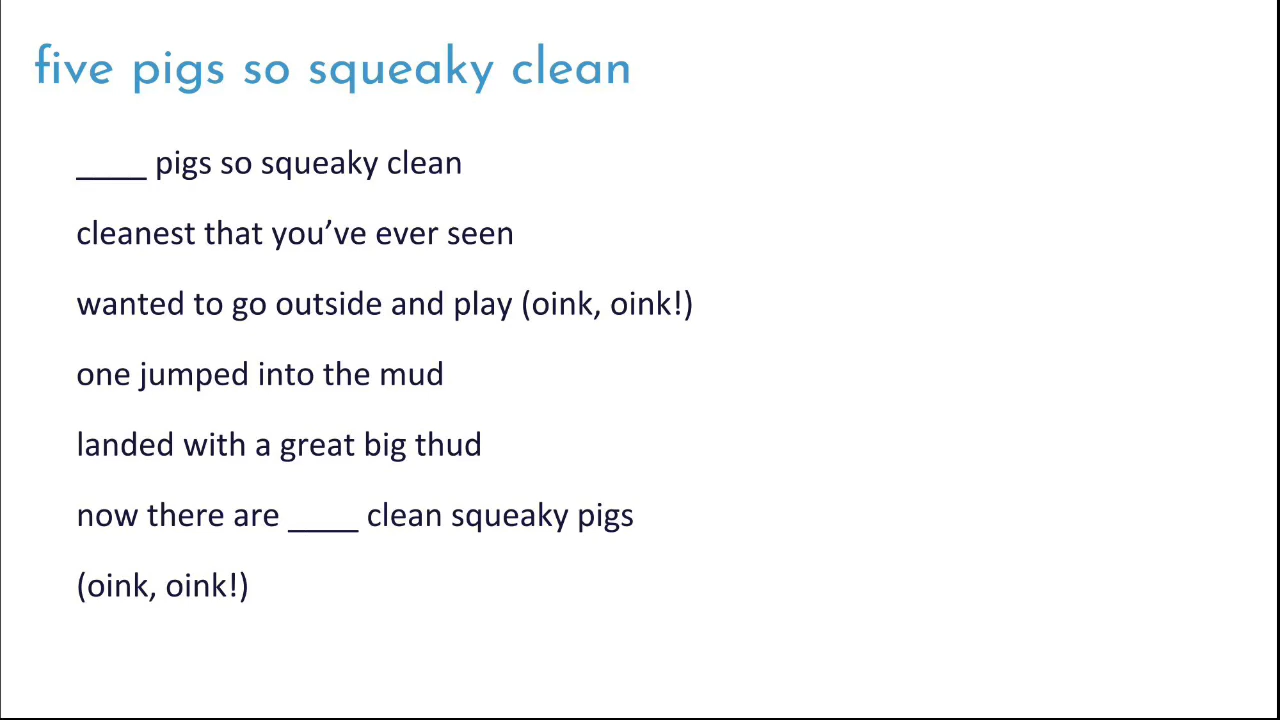 five pigs so squeaky clean
____ pigs so squeaky clean
cleanest that you’ve ever seen
wanted to go outside and play (oink, oink!)
one jumped into the mud
landed with a great big thud
now there are ____ clean squeaky pigs
(oink, oink!)